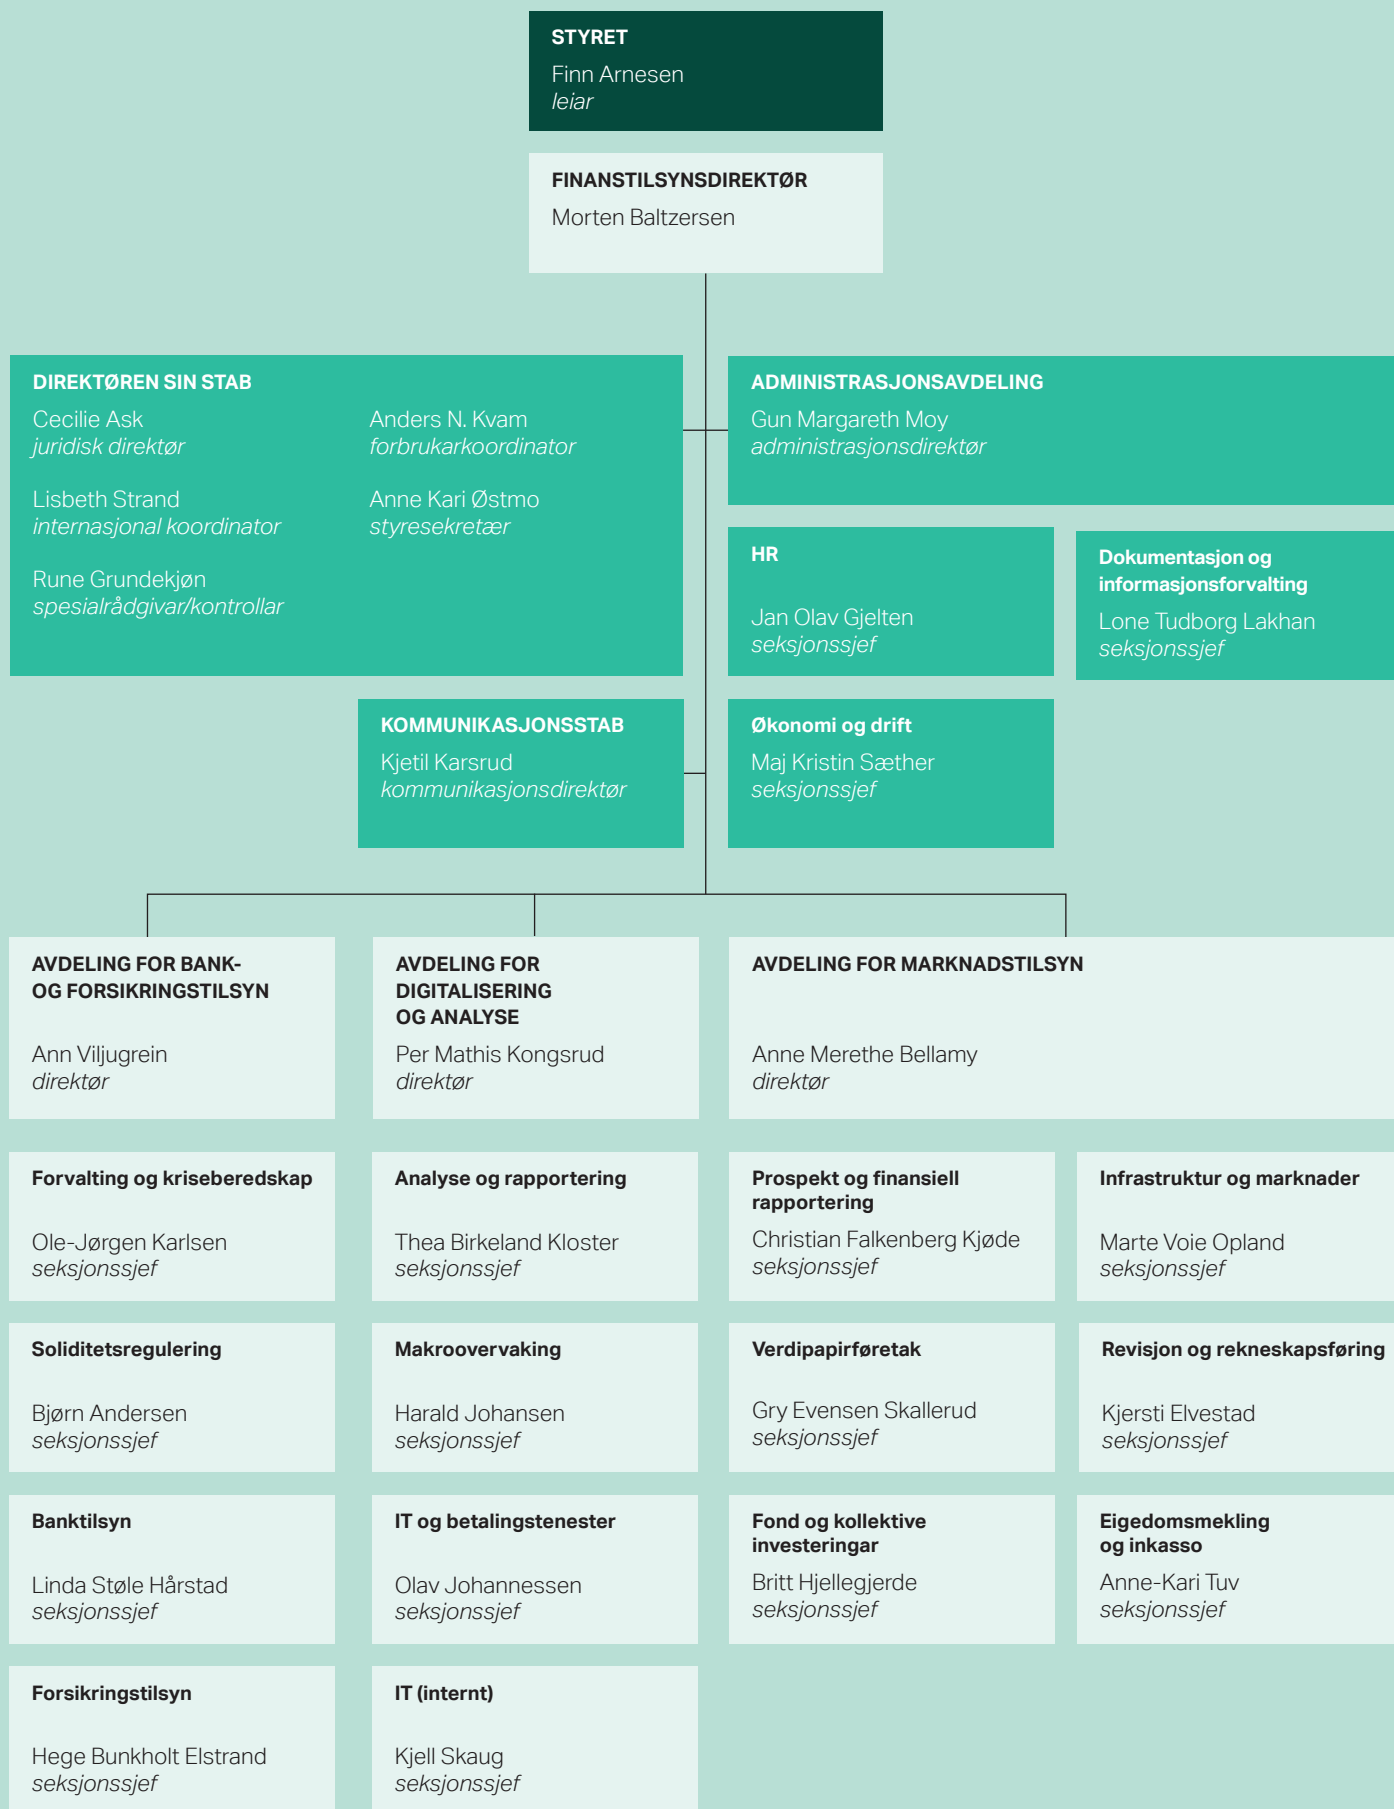 STYRET
Finn Arnesen
leiar
FINANSTILSYNSDIREKTØR
Morten Baltzersen
DIREKTØREN SIN STAB
Cecilie Ask
juridisk direktør
Lisbeth Strand
internasjonal koordinator
Rune Grundekjøn
spesialrådgivar/kontrollar
Anders N. Kvam
forbrukarkoordinator
Anne Kari Østmo
styresekretær
ADMINISTRASJONSAVDELING
Gun Margareth Moy
administrasjonsdirektør
HR
Jan Olav Gjelten
seksjonssjef
Dokumentasjon og
informasjonsforvalting
Lone Tudborg Lakhan
seksjonssjef
KOMMUNIKASJONSSTAB
Kjetil Karsrud
kommunikasjonsdirektør
Økonomi og drift
Maj Kristin Sæther
seksjonssjef
AVDELING FOR BANK-
OG FORSIKRINGSTILSYN
Ann Viljugrein
direktør
AVDELING FOR
DIGITALISERING
OG ANALYSE
Per Mathis Kongsrud
direktør
AVDELING FOR MARKNADSTILSYN
Anne Merethe Bellamy
direktør
Forvalting og kriseberedskap
Ole-Jørgen Karlsen
seksjonssjef
Analyse og rapportering
Thea Birkeland Kloster
seksjonssjef
Prospekt og finansiell
rapportering
Christian Falkenberg Kjøde
seksjonssjef
Infrastruktur og marknader
Marte Voie Opland
seksjonssjef
Soliditetsregulering
Bjørn Andersen
seksjonssjef
Makroovervaking
Harald Johansen
seksjonssjef
Verdipapirføretak
Gry Evensen Skallerud
seksjonssjef
Revisjon og rekneskapsføring
Kjersti Elvestad
seksjonssjef
Banktilsyn
Linda Støle Hårstad
seksjonssjef
IT og betalingstenester
Olav Johannessen
seksjonssjef
Fond og kollektive
investeringar
Britt Hjellegjerde
seksjonssjef
Eigedomsmekling
og inkasso
Anne-Kari Tuv
seksjonssjef
Forsikringstilsyn
Hege Bunkholt Elstrand
seksjonssjef
IT (internt)
Kjell Skaug
seksjonssjef